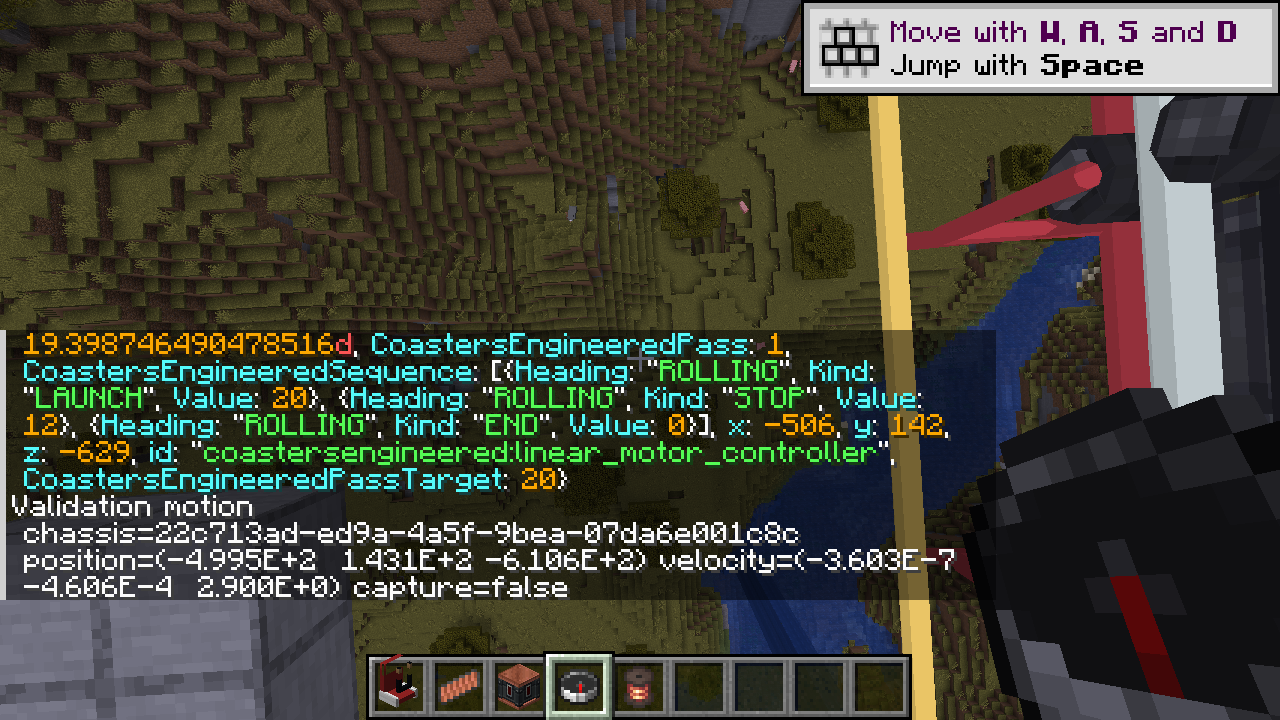 Move with W, A, S and D
Jump with Space
19.398746490478516d, CoastersEngineeredPass: 1,
CoastersEngineeredSequence: [{Heading: "ROLLING", Kind:
"LAUNCH", Value: 20}, {Heading: "ROLLING", Kind: "STOP", Value:
12}, {Heading: "ROLLING", Kind: "END", Value: 0}], x: -506, y: 142,
z: -629, id: "coastersengineered:linear_motor_controller",
CoastersEngineeredPassTarget: 20}
Validation motion
chassis=22c713ad-ed9a-4a5f-9bea-07da6e001c8c
position=(-4.995E+2 1.431E+2 -6.106E+2) velocity=(-3.603E-7
-4.606E-4 2.900E+0) capture=false